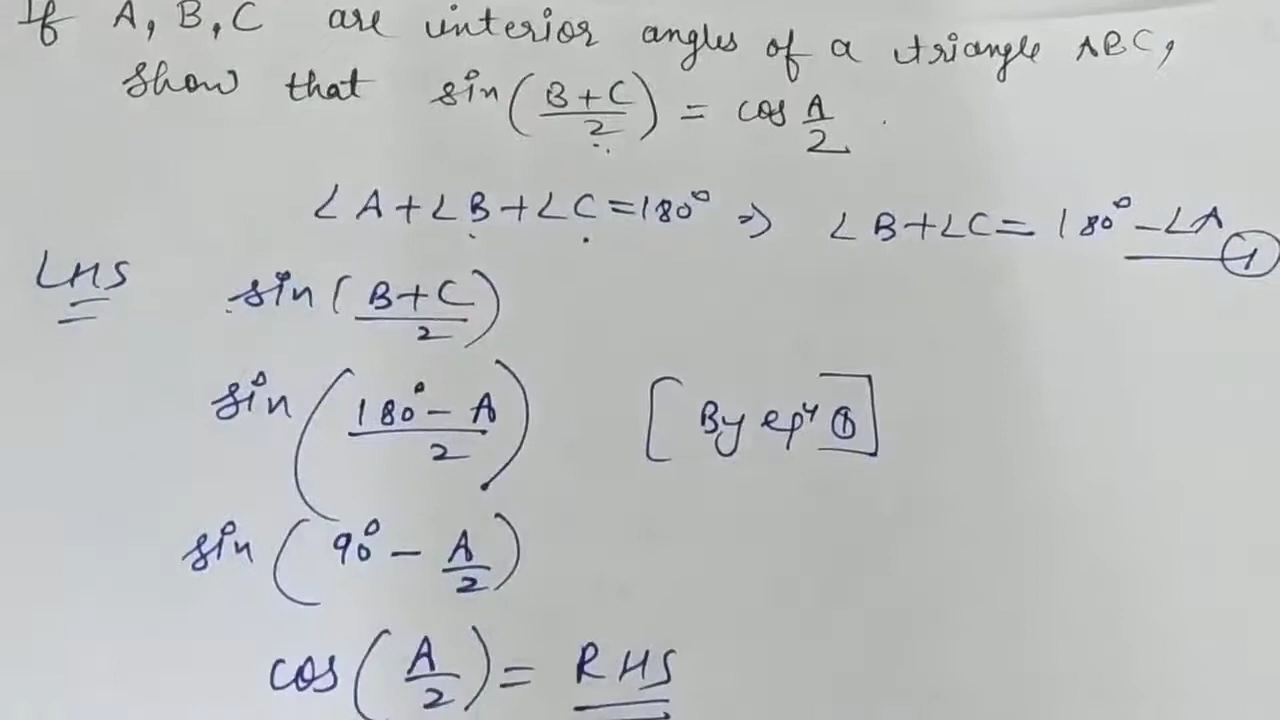 If A, B, C are interior angles of a triangle ABC,
show that sin(B+C/2) = cos A/2 .
∠A+∠B+∠C=180° ⇒ ∠B+∠C= 180°-∠A —①
LHS sin(B+C/2)
sin(180°-A/2) [By eqⁿ ①]
sin(90°-A/2)
cos(A/2) = RHS